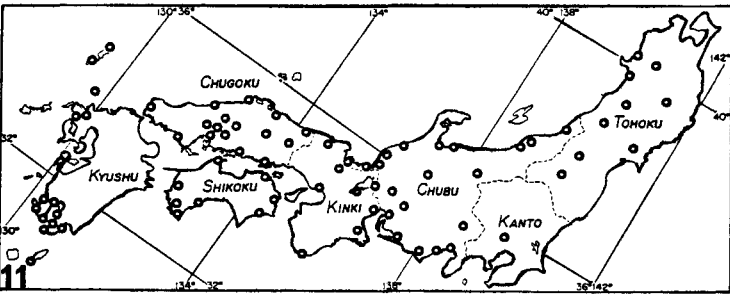 130°36°
134°
40° 138°
142°
40°
CHUGOKU
TOHOKU
32°
KYUSHU
SHIKOKU
KINKI
CHUBU
KANTO
130°
11
134°32°
138°
36°142°